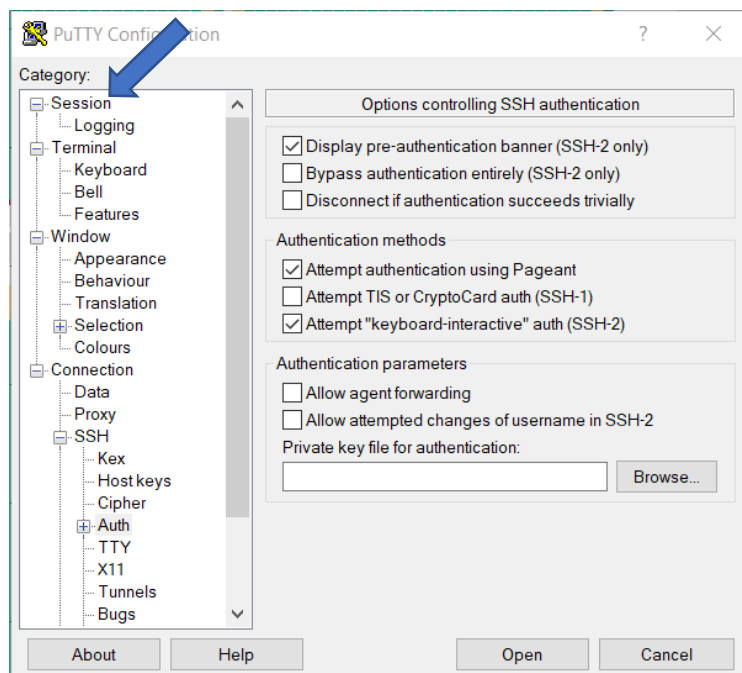 PuTTY Configuration
?
Category:
Session
Logging
Terminal
Keyboard
Bell
Features
Window
Appearance
Behaviour
Translation
Selection
Colours
Connection
Data
Proxy
SSH
Kex
Host keys
Cipher
Auth
TTY
X11
Tunnels
Bugs
Options controlling SSH authentication
Display pre-authentication banner (SSH-2 only)
Bypass authentication entirely (SSH-2 only)
Disconnect if authentication succeeds trivially
Authentication methods
Attempt authentication using Pageant
Attempt TIS or CryptoCard auth (SSH-1)
Attempt "keyboard-interactive" auth (SSH-2)
Authentication parameters
Allow agent forwarding
Allow attempted changes of username in SSH-2
Private key file for authentication:
Browse...
About
Help
Open
Cancel